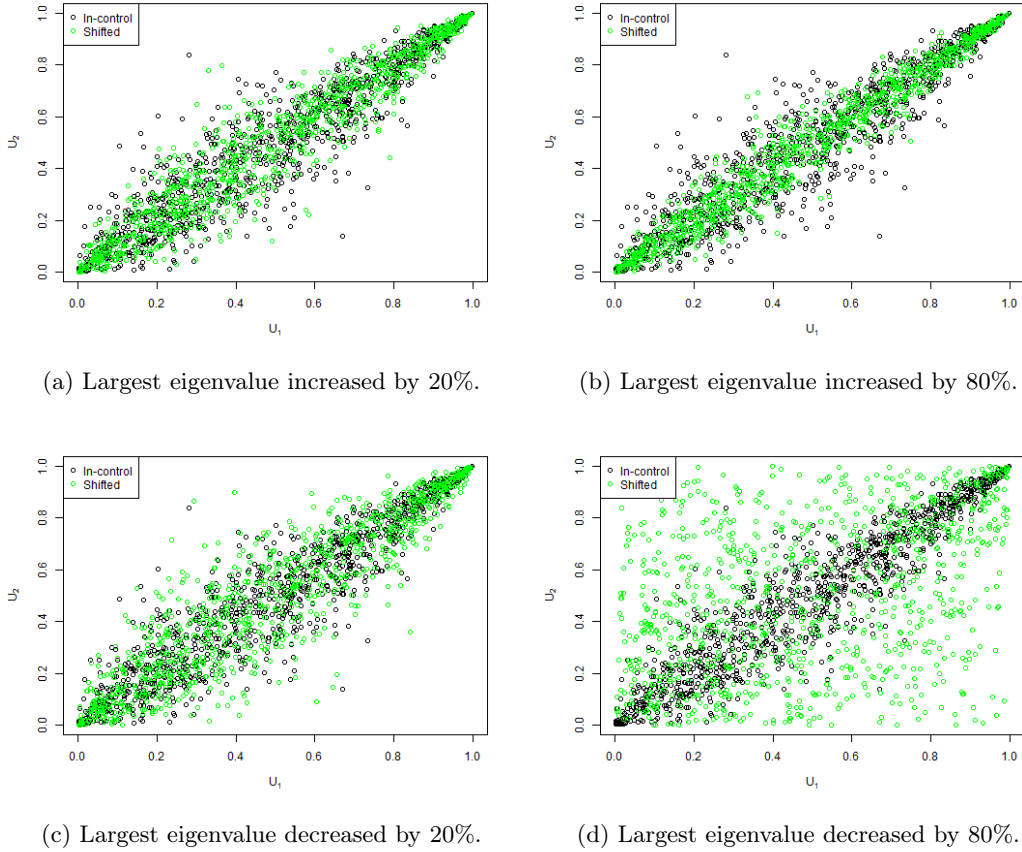 In-control
Shifted
U2
0.0 0.2 0.4 0.6 0.8 1.0
0.0 0.2 0.4 0.6 0.8 1.0
U1
(a) Largest eigenvalue increased by 20%.
In-control
Shifted
U2
0.0 0.2 0.4 0.6 0.8 1.0
0.0 0.2 0.4 0.6 0.8 1.0
U1
(b) Largest eigenvalue increased by 80%.
In-control
Shifted
U2
0.0 0.2 0.4 0.6 0.8 1.0
0.0 0.2 0.4 0.6 0.8 1.0
U1
(c) Largest eigenvalue decreased by 20%.
In-control
Shifted
U2
0.0 0.2 0.4 0.6 0.8 1.0
0.0 0.2 0.4 0.6 0.8 1.0
U1
(d) Largest eigenvalue decreased by 80%.